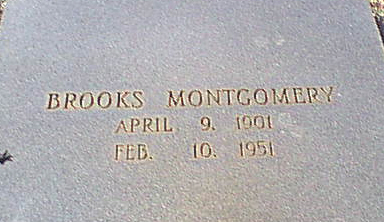 BROOKS MONTGOMERY
APRIL 9. 1901
FEB. 10. 1951